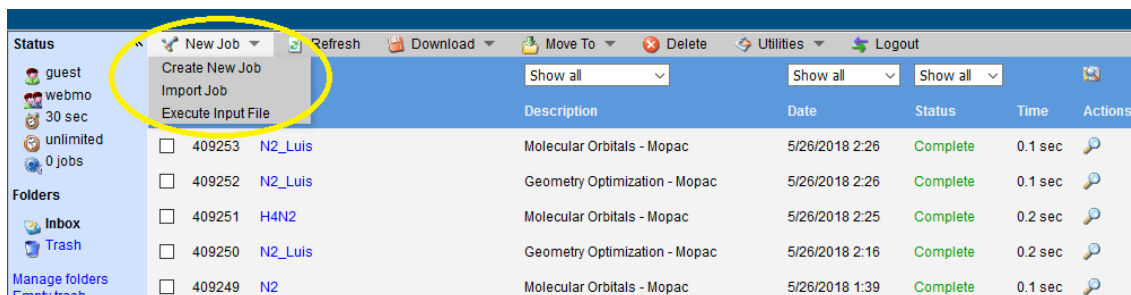 Status New Job Refresh Download Move To Delete Utilities Logout
guest Create New Job Show all Show all Show all
webmo Import Job
30 sec Execute Input File Description Date Status Time Actions
unlimited 409253 N2_Luis Molecular Orbitals - Mopac 5/26/2018 2:26 Complete 0.1 sec
0 jobs
409252 N2_Luis Geometry Optimization - Mopac 5/26/2018 2:26 Complete 0.1 sec
Folders
Inbox 409251 H4N2 Molecular Orbitals - Mopac 5/26/2018 2:25 Complete 0.2 sec
Trash 409250 N2_Luis Geometry Optimization - Mopac 5/26/2018 2:16 Complete 0.2 sec
Manage folders 409249 N2 Molecular Orbitals - Mopac 5/26/2018 1:39 Complete 0.1 sec